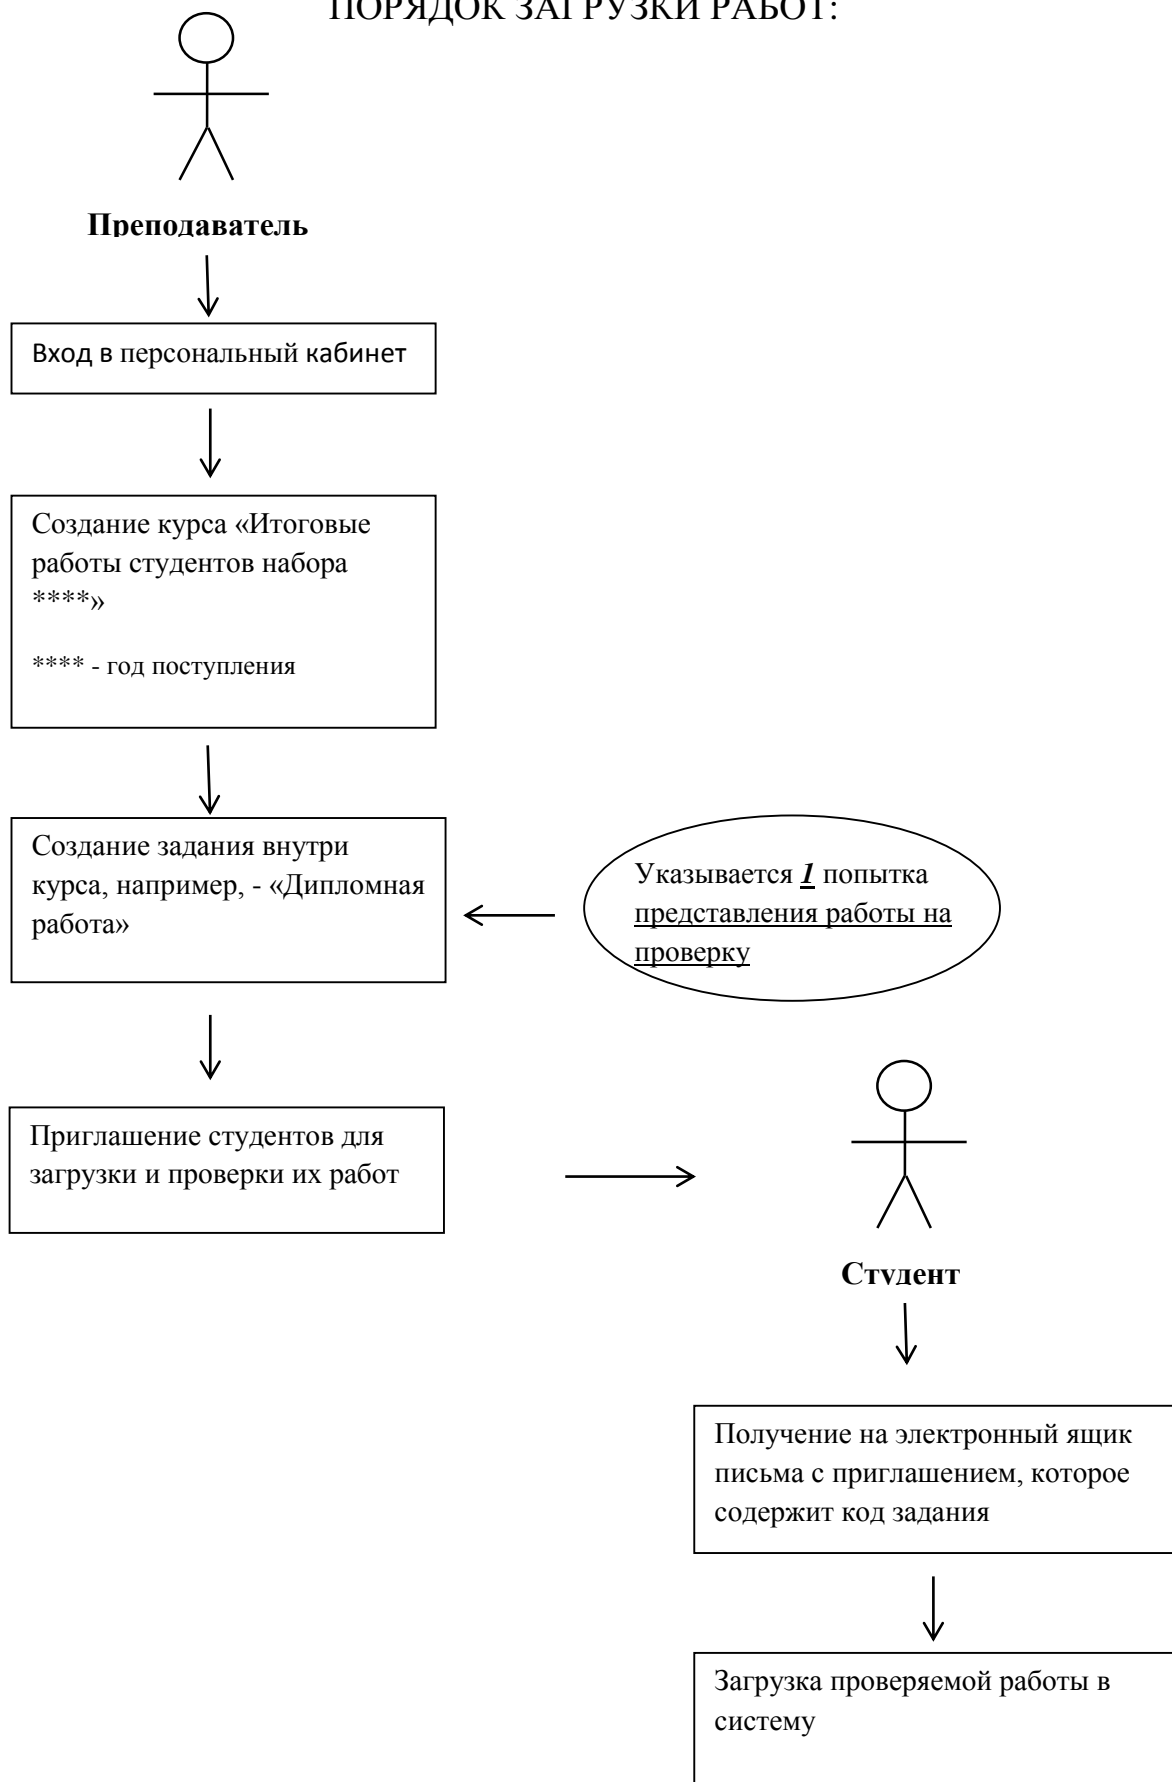 ПОРЯДОК ЗАГРУЗКИ РАБОТ:
Преподаватель
Вход в персональный кабинет
Создание курса «Итоговые
работы студентов набора
****»
**** - год поступления
Создание задания внутри
курса, например, - «Дипломная
работа»
Указывается 1 попытка
представления работы на
проверку
Приглашение студентов для
загрузки и проверки их работ
Студент
Получение на электронный ящик
письма с приглашением, которое
содержит код задания
Загрузка проверяемой работы в
систему